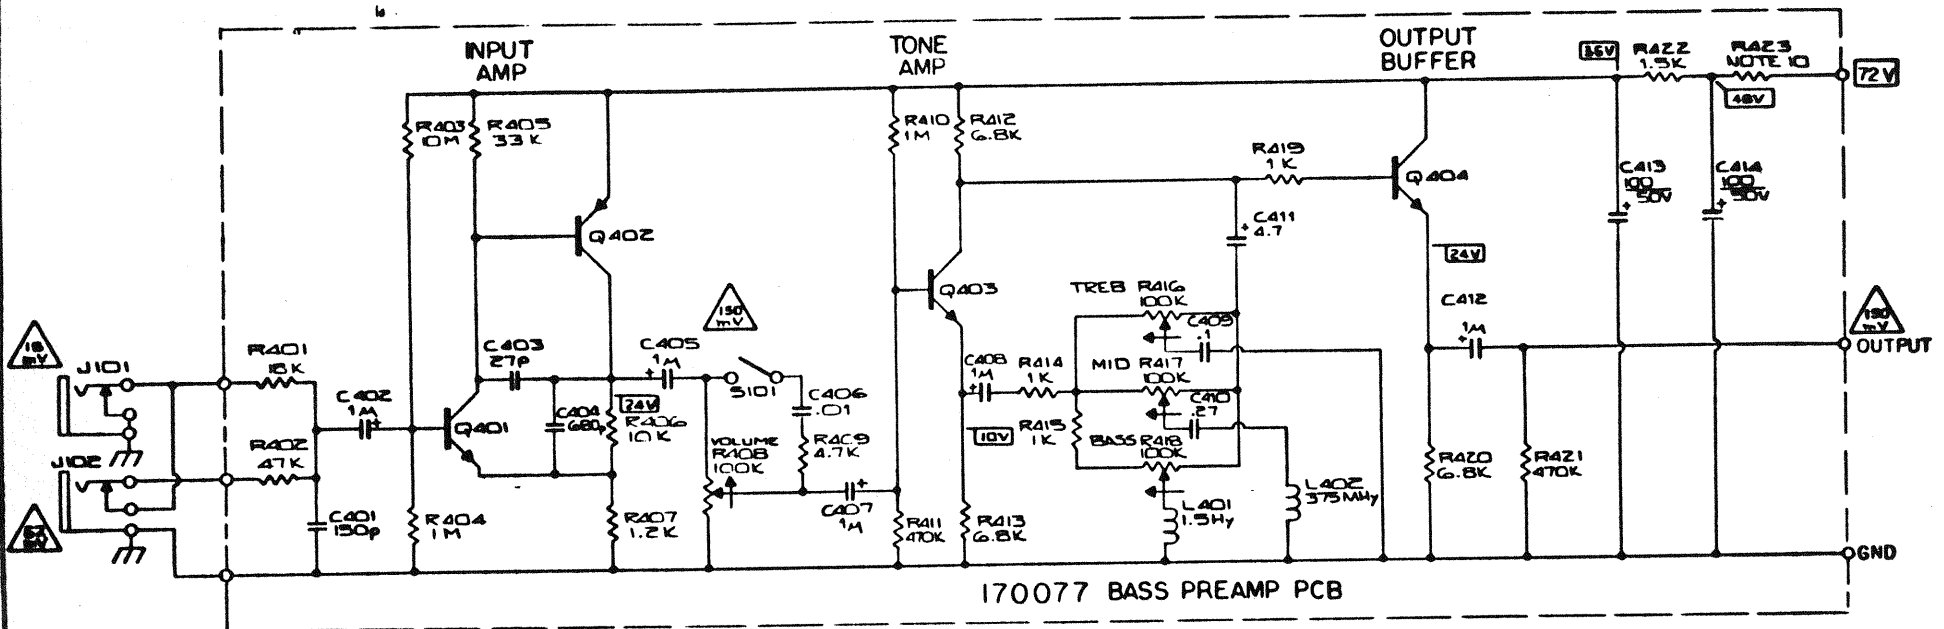 INPUT
AMP
TONE
AMP
OUTPUT
BUFFER
R422
1.5K
R423
NOTE 10
72V
48V
R403
10M
R405
33K
R410
1M
R412
6.8K
R419
1K
Q404
C413
100
50V
+
C414
100
50V
+
Q402
C411
4.7
+
24V
Q403
TREB R416
100K
C412
1M
+
150
mV
OUTPUT
J101
R401
18K
C403
27p
C405
1M
+
150
mV
S101
C406
.01
C409
.1
C408
1M
+
R414
1K
MID R417
100K
C410
.27
C402
1M
+
Q401
C404
680p
24V
R406
10K
VOLUME
R408
100K
R409
4.7K
10V
R415
1K
BASS R418
100K
R420
6.8K
R421
470K
J102
R402
47K
C401
150p
R404
1M
R407
1.2K
C407
1M
+
R411
470K
R413
6.8K
L401
1.5Hy
L402
375MHy
GND
170077 BASS PREAMP PCB